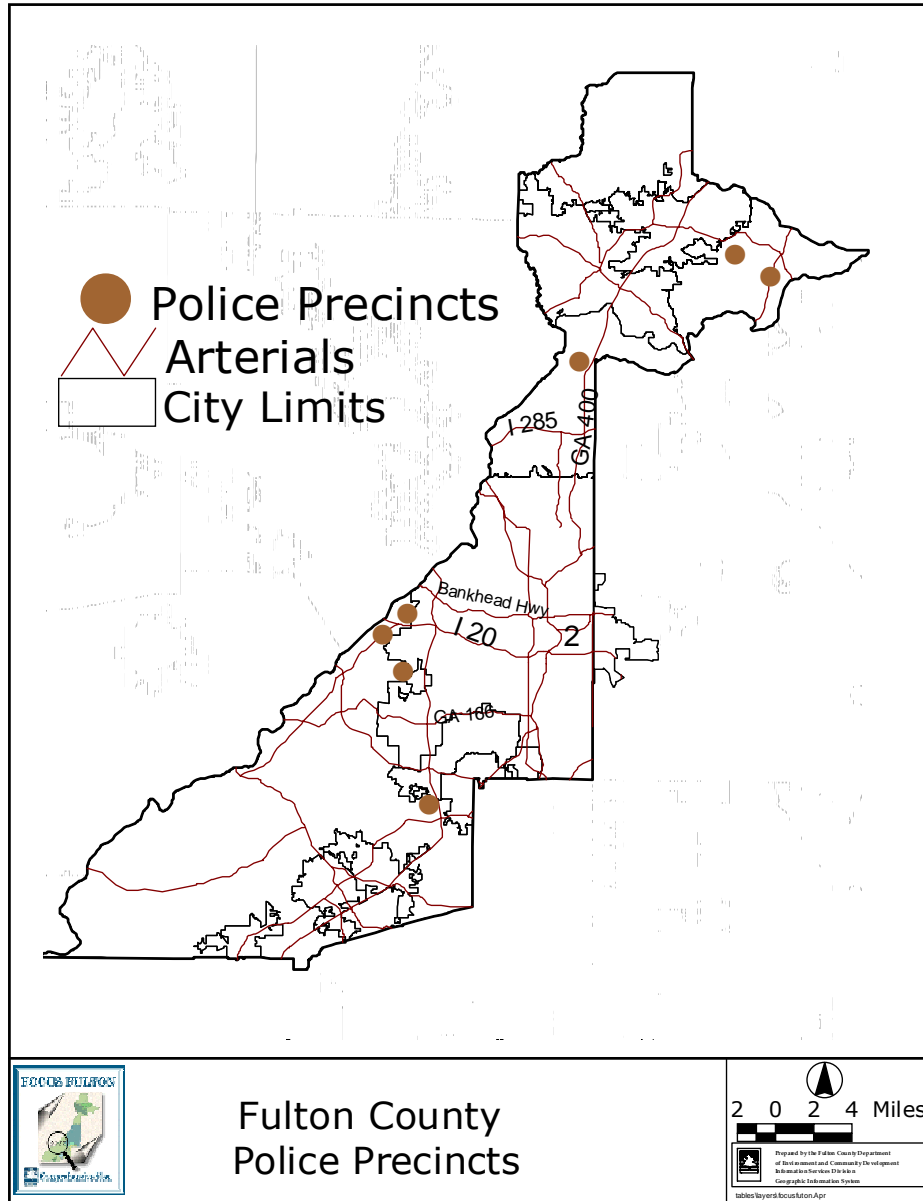 Police Precincts
Arterials
City Limits
I 285
GA 400
Bankhead Hwy
I 20
2
GA 166
FOCUS FULTON
Fulton County
Police Precincts
2 0 2 4 Miles
Prepared by the Fulton County Department
of Environment and Community Development
Information Services Division
Geographic Information System
tables\layers\focusfulton.Apr